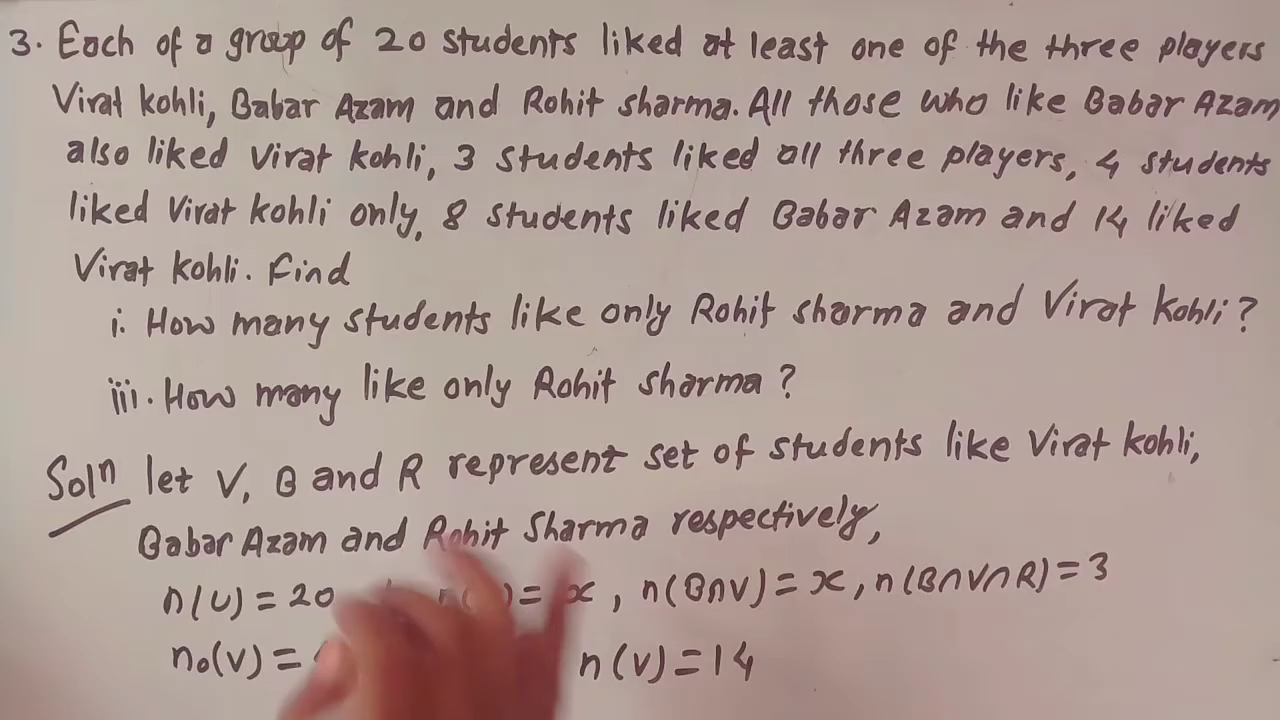 3. Each of a group of 20 students liked at least one of the three players
Virat kohli, Babar Azam and Rohit sharma. All those who like Babar Azam
also liked Virat kohli, 3 students liked all three players, 4 students
liked Virat kohli only, 8 students liked Babar Azam and 14 liked
Virat kohli. Find
i. How many students like only Rohit sharma and Virat kohli?
iii. How many like only Rohit sharma?
Solⁿ let V, B and R represent set of students like Virat kohli,
Babar Azam and Rohit Sharma respectively,
n(U) = 20 = x, n(B∩V) = x, n(B∩V∩R) = 3
n₀(V) = n(V) = 14